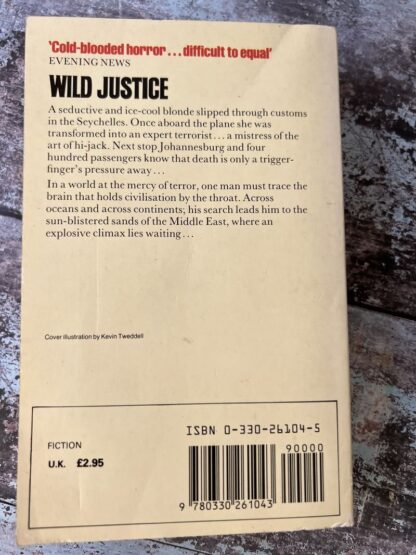 'Cold-blooded horror...difficult to equal'
EVENING NEWS
WILD JUSTICE
A seductive and ice-cool blonde slipped through customs
in the Seychelles. Once aboard the plane she was
transformed into an expert terrorist... a mistress of the
art of hi-jack. Next stop Johannesburg and four
hundred passengers know that death is only a trigger-
finger's pressure away...
In a world at the mercy of terror, one man must trace the
brain that holds civilisation by the throat. Across
oceans and across continents; his search leads him to the
sun-blistered sands of the Middle East, where an
explosive climax lies waiting...
Cover illustration by Kevin Tweddell
ISBN 0-330-26104-5
90000
FICTION
U.K. £2.95
9 780330 261043